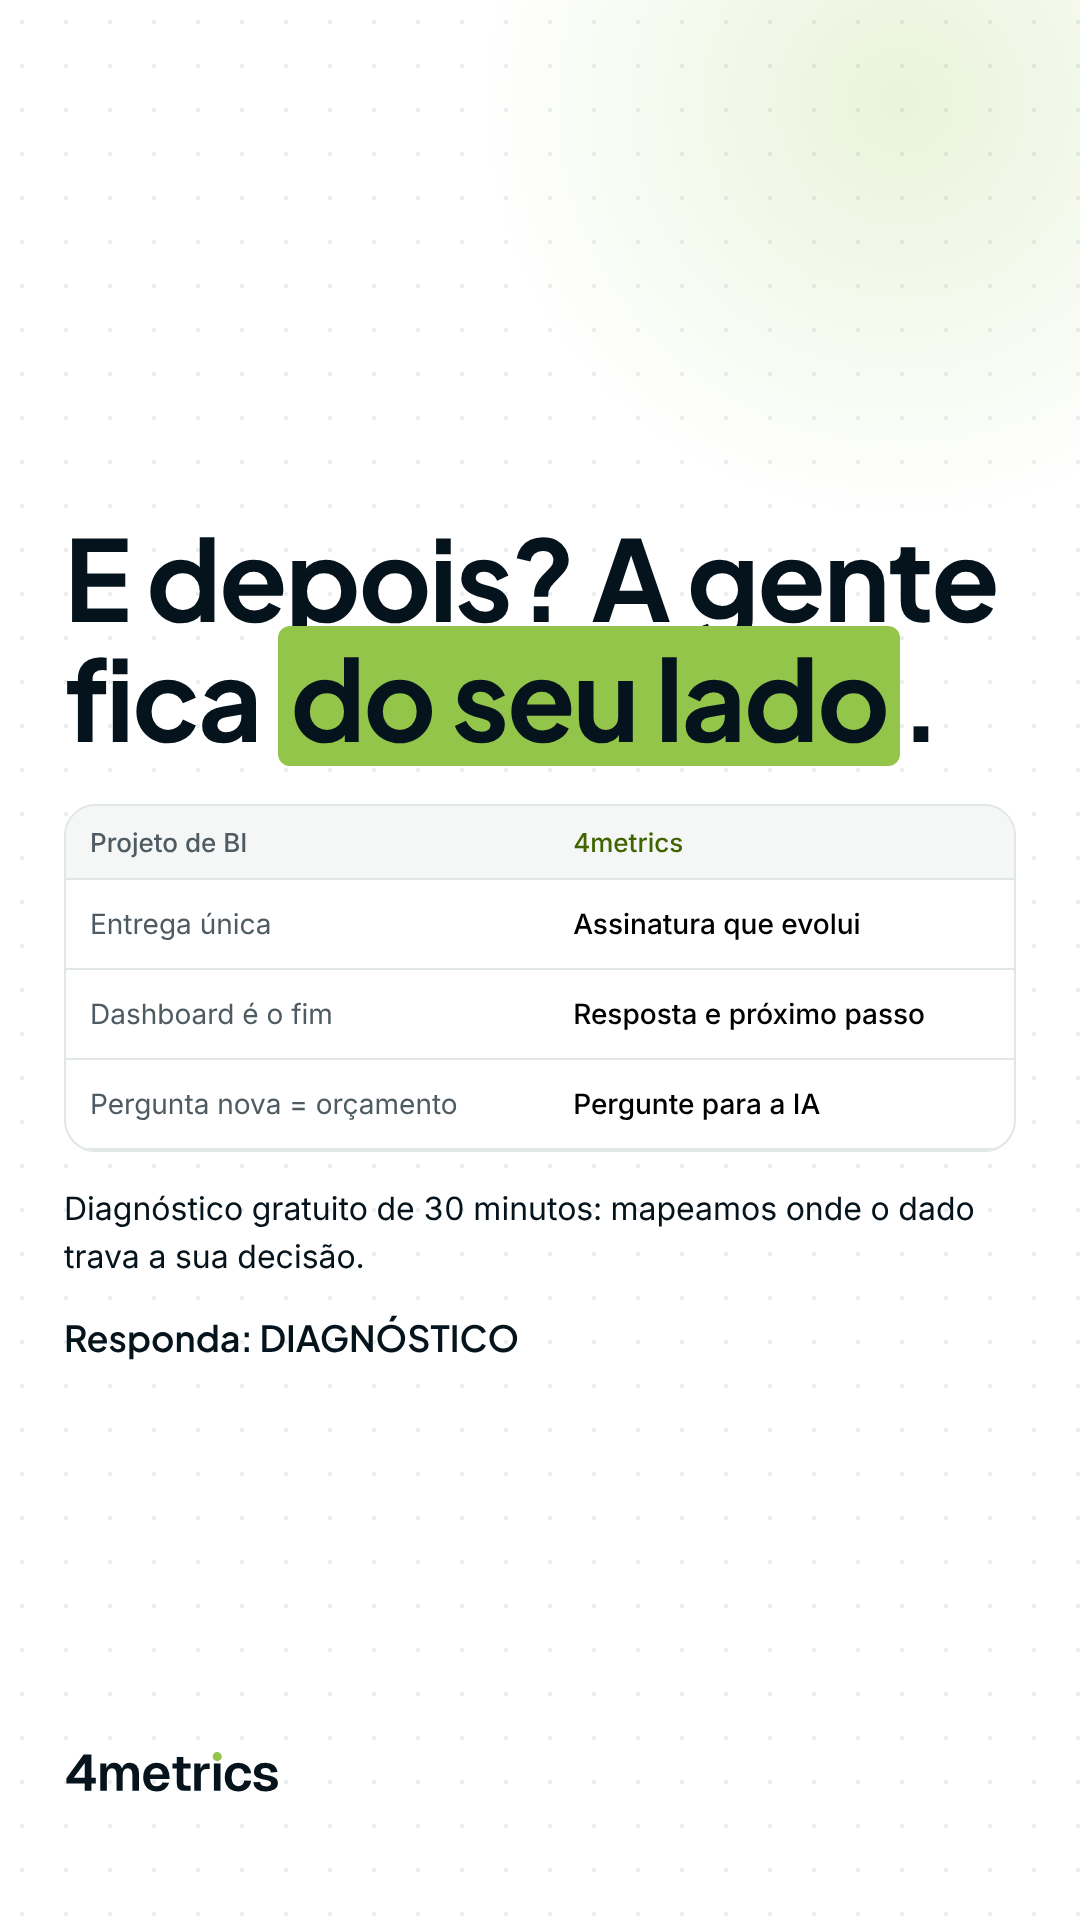 E depois? A gente
fica do seu lado.
Projeto de BI 4metrics
Entrega única Assinatura que evolui
Dashboard é o fim Resposta e próximo passo
Pergunta nova = orçamento Pergunte para a IA
Diagnóstico gratuito de 30 minutos: mapeamos onde o dado
trava a sua decisão.
Responda: DIAGNÓSTICO
4metrics